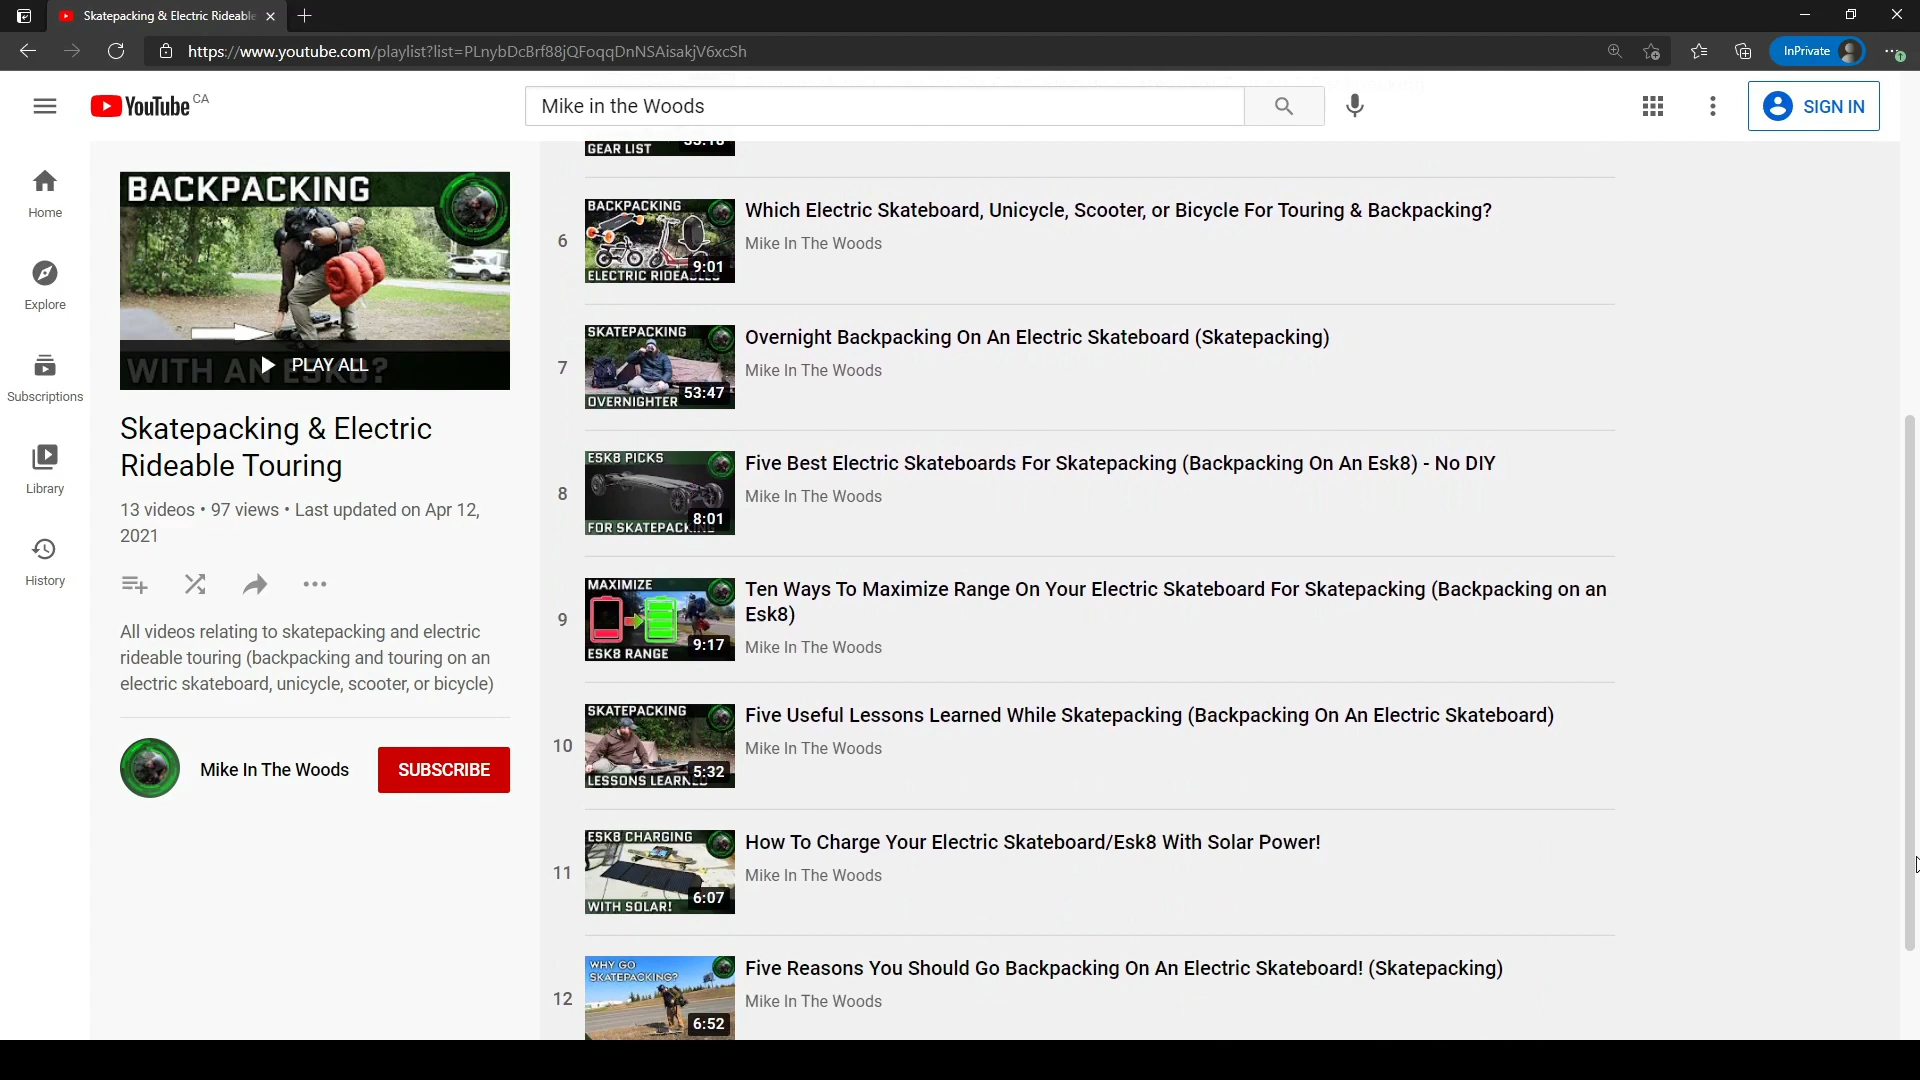 Skatepacking & Electric Rideable
https://www.youtube.com/playlist?list=PLnybDcBrf88jQFoqqDnNSAisakjV6xcSh
InPrivate
YouTube CA
Mike in the Woods
SIGN IN
Home
Explore
Subscriptions
Library
History
BACKPACKING
WITH AN ESK8?
PLAY ALL
Skatepacking & Electric
Rideable Touring
13 videos • 97 views • Last updated on Apr 12,
2021
All videos relating to skatepacking and electric
rideable touring (backpacking and touring on an
electric skateboard, unicycle, scooter, or bicycle)
Mike In The Woods
SUBSCRIBE
GEAR LIST
6
BACKPACKING
ELECTRIC RIDEABLES
9:01
Which Electric Skateboard, Unicycle, Scooter, or Bicycle For Touring & Backpacking?
Mike In The Woods
7
SKATEPACKING
OVERNIGHTER
53:47
Overnight Backpacking On An Electric Skateboard (Skatepacking)
Mike In The Woods
8
ESK8 PICKS
FOR SKATEPACKING
8:01
Five Best Electric Skateboards For Skatepacking (Backpacking On An Esk8) - No DIY
Mike In The Woods
9
MAXIMIZE
ESK8 RANGE
9:17
Ten Ways To Maximize Range On Your Electric Skateboard For Skatepacking (Backpacking on an
Esk8)
Mike In The Woods
10
SKATEPACKING
LESSONS LEARNED
5:32
Five Useful Lessons Learned While Skatepacking (Backpacking On An Electric Skateboard)
Mike In The Woods
11
ESK8 CHARGING
WITH SOLAR!
6:07
How To Charge Your Electric Skateboard/Esk8 With Solar Power!
Mike In The Woods
12
WHY GO
SKATEPACKING?
6:52
Five Reasons You Should Go Backpacking On An Electric Skateboard! (Skatepacking)
Mike In The Woods